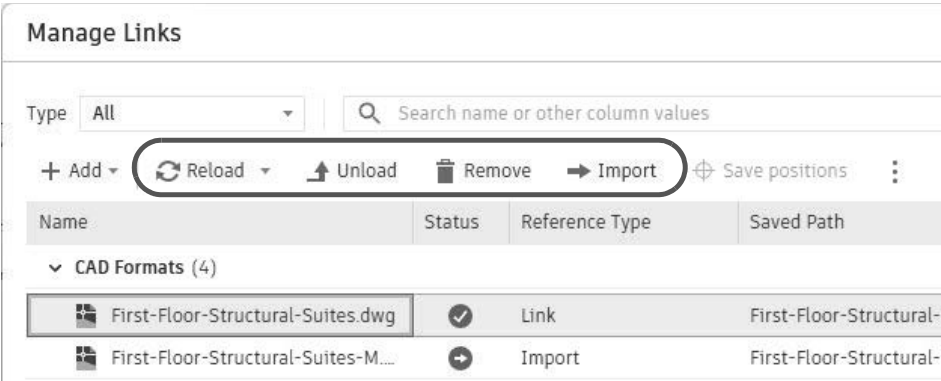 Manage Links
Type All Search name or other column values
+ Add Reload Unload Remove Import Save positions
Name Status Reference Type Saved Path
CAD Formats (4)
First-Floor-Structural-Suites.dwg Link First-Floor-Structural-
First-Floor-Structural-Suites-M.... Import First-Floor-Structural-